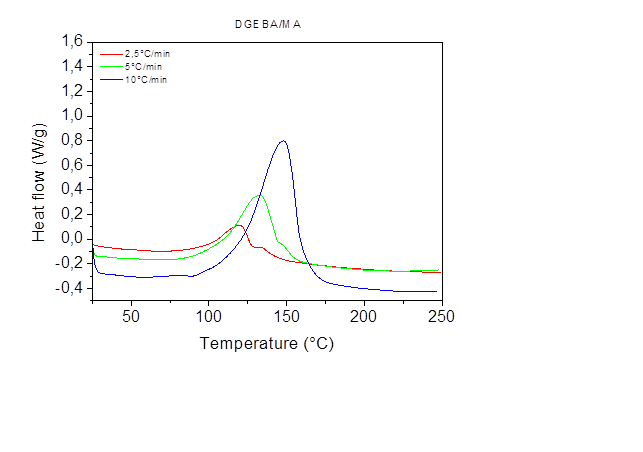 DGEBA/MA
2,5°C/min
5°C/min
10°C/min
1,6
1,4
1,2
1,0
0,8
0,6
0,4
0,2
0,0
-0,2
-0,4
Heat flow (W/g)
50 100 150 200 250
Temperature (°C)